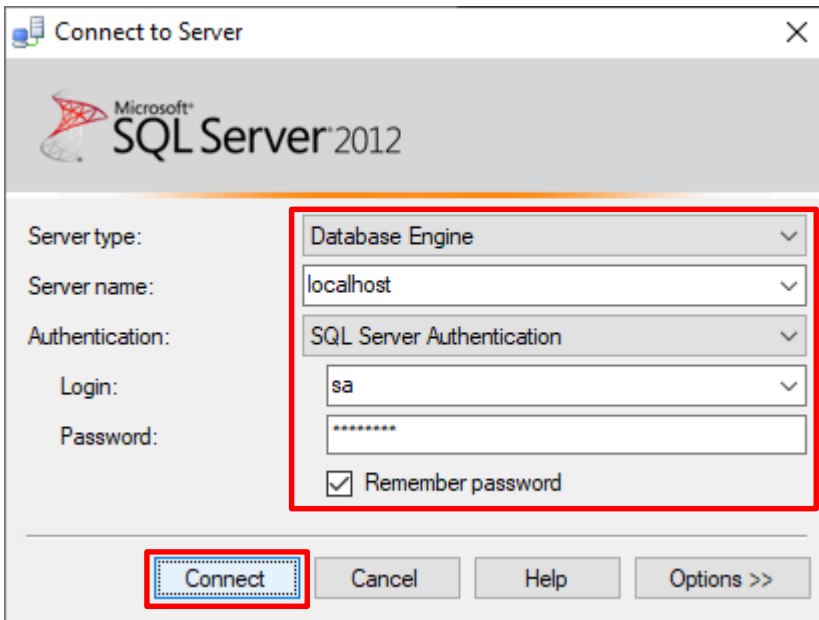 Connect to Server
Microsoft®
SQL Server® 2012
Server type: Database Engine
Server name: localhost
Authentication: SQL Server Authentication
Login: sa
Password: ********
Remember password
Connect Cancel Help Options >>